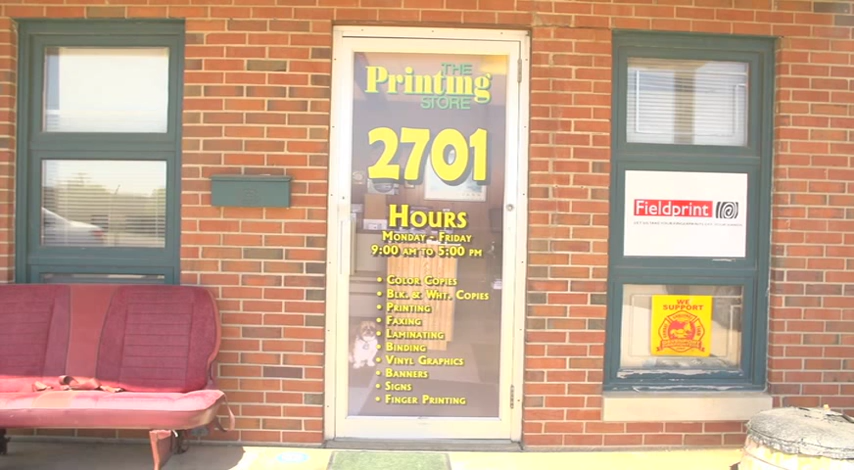 THE
Printing
STORE
2701
HOURS
MONDAY - FRIDAY
9:00 AM TO 5:00 PM
• COLOR COPIES
• BLK. & WHT. COPIES
• PRINTING
• FAXING
• LAMINATING
• BINDING
• VINYL GRAPHICS
• BANNERS
• SIGNS
• FINGER PRINTING
Fieldprint
WE
SUPPORT